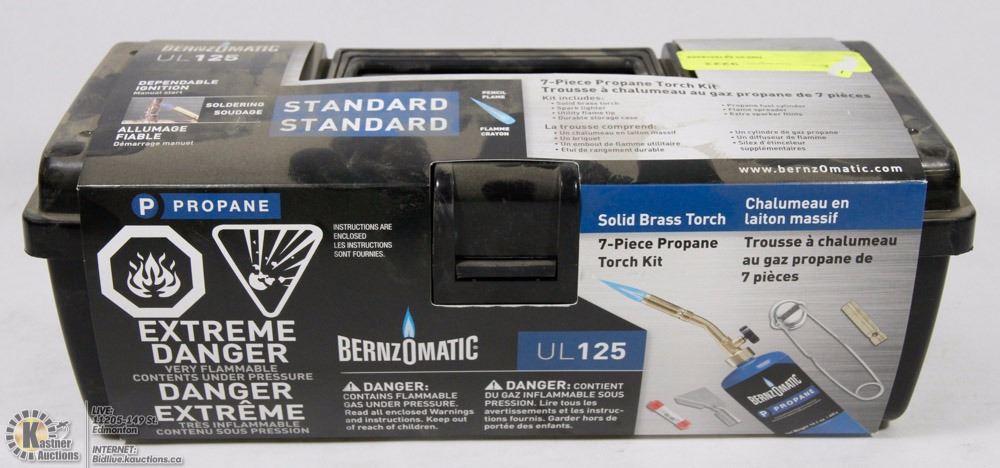 BERNZOMATIC
UL125
DEPENDABLE
IGNITION
Manual start
SOLDERING
SOUDAGE
ALLUMAGE
FIABLE
Démarrage manuel
STANDARD
STANDARD
PENCIL
FLAME
FLAMME
CRAYON
7-Piece Propane Torch Kit
Trousse à chalumeau au gaz propane de 7 pièces
Kit includes:
• Solid brass torch
• Spark lighter
• Utility flame tip
• Durable storage case
• Propane fuel cylinder
• Flame spreader
• Extra sparker flints
La trousse comprend:
• Un chalumeau en laiton massif
• Un briquet
• Un embout de flamme utilitaire
• Étui de rangement durable
• Un cylindre de gaz propane
• Un diffuseur de flamme
• Silex d'étinceleur
supplémentaires
www.bernzOmatic.com
P PROPANE
INSTRUCTIONS ARE
ENCLOSED
LES INSTRUCTIONS
SONT FOURNIES.
EXTREME
DANGER
VERY FLAMMABLE
CONTENTS UNDER PRESSURE
DANGER
EXTRÊME
TRÈS INFLAMMABLE
CONTENU SOUS PRESSION
BERNZOMATIC
UL125
DANGER:
CONTAINS FLAMMABLE
GAS UNDER PRESSURE.
Read all enclosed Warnings
and instructions. Keep out
of reach of children.
DANGER: CONTIENT
DU GAZ INFLAMMABLE SOUS
PRESSION. Lire tous les
avertissements et les instruc-
tions fournis. Garder hors de
portée des enfants.
Solid Brass Torch
7-Piece Propane
Torch Kit
Chalumeau en
laiton massif
Trousse à chalumeau
au gaz propane de
7 pièces
BERNZOMATIC
P PROPANE
Kastner
Auctions
LIVE:
11205-149 St.
Edmonton
INTERNET:
Bidlive.kauctions.ca